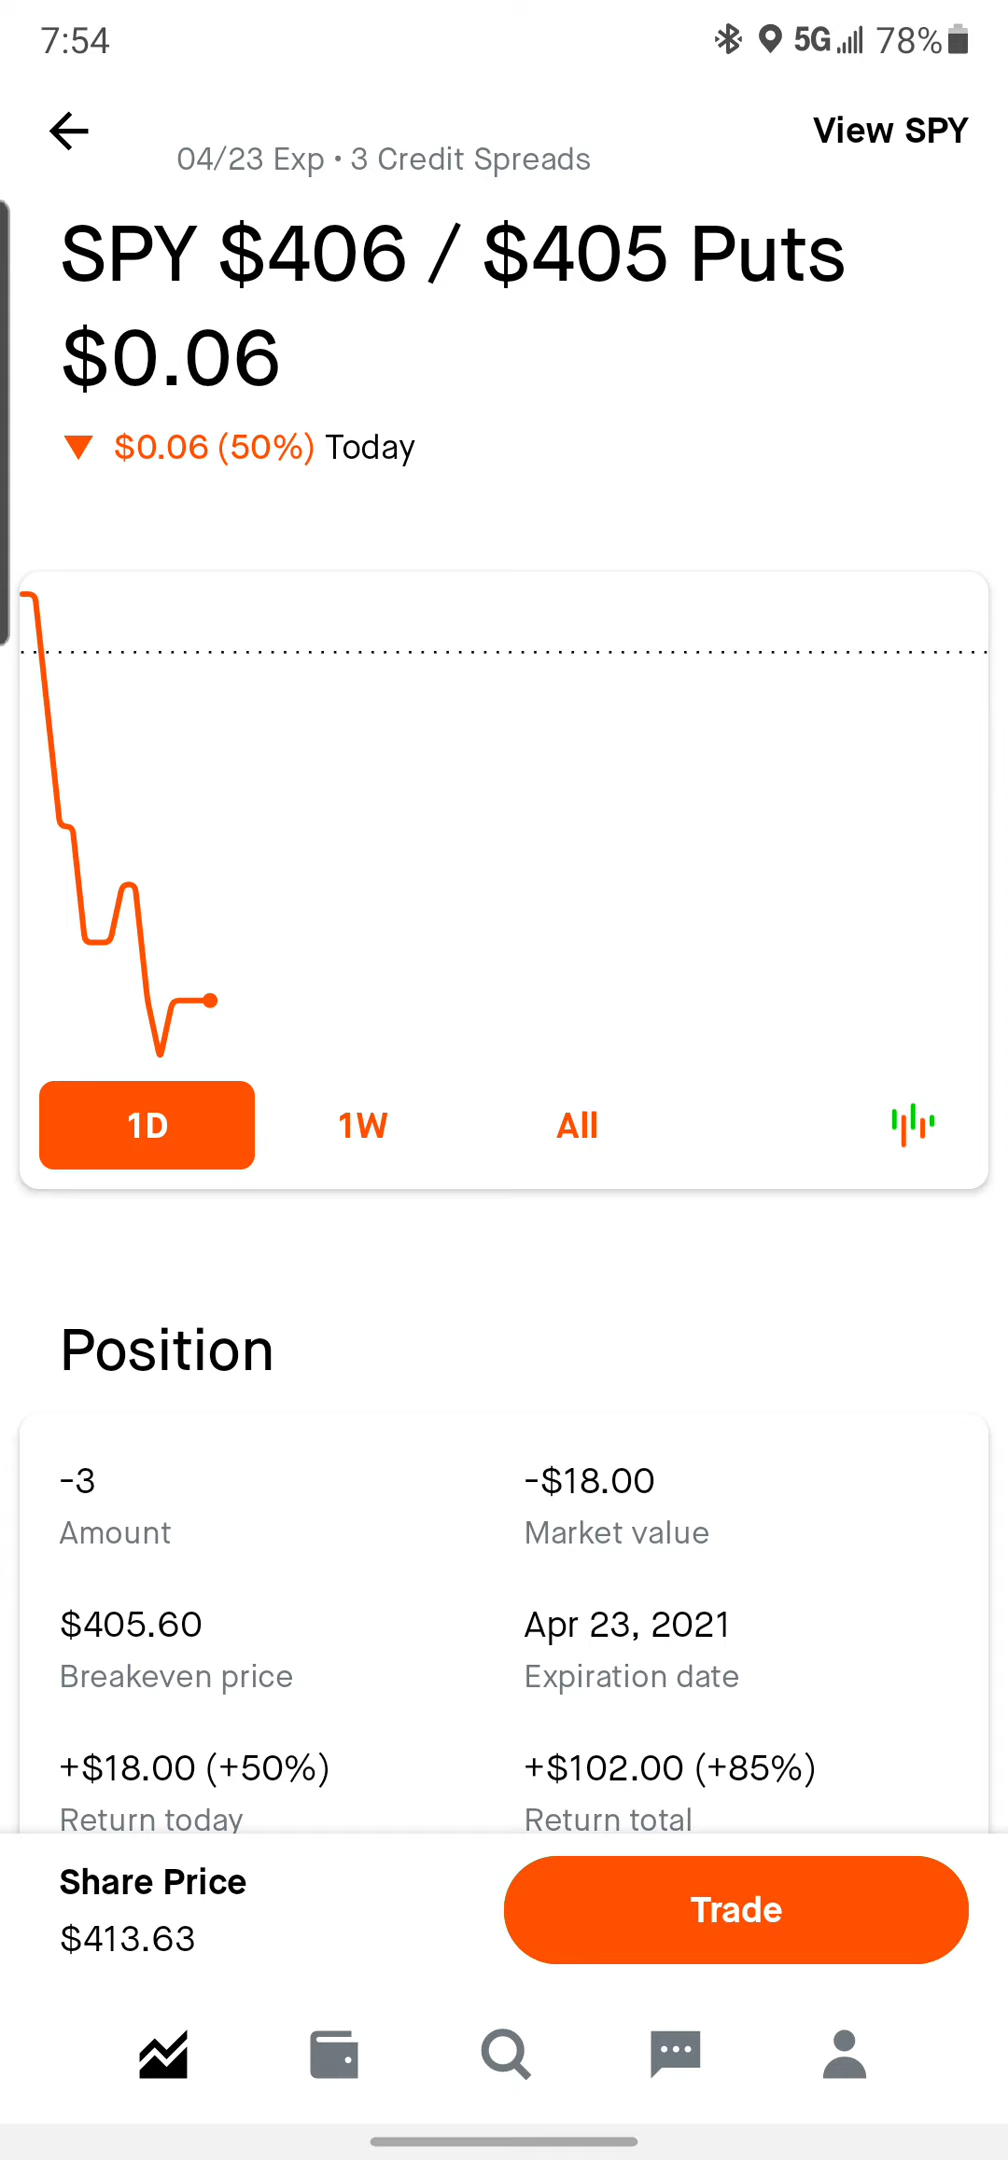 7:54 5G 78%
View SPY
04/23 Exp • 3 Credit Spreads
SPY $406 / $405 Puts
$0.06
▼ $0.06 (50%) Today
1D 1W All
Position
-3 -$18.00
Amount Market value
$405.60 Apr 23, 2021
Breakeven price Expiration date
+$18.00 (+50%) +$102.00 (+85%)
Return today Return total
Share Price
$413.63
Trade